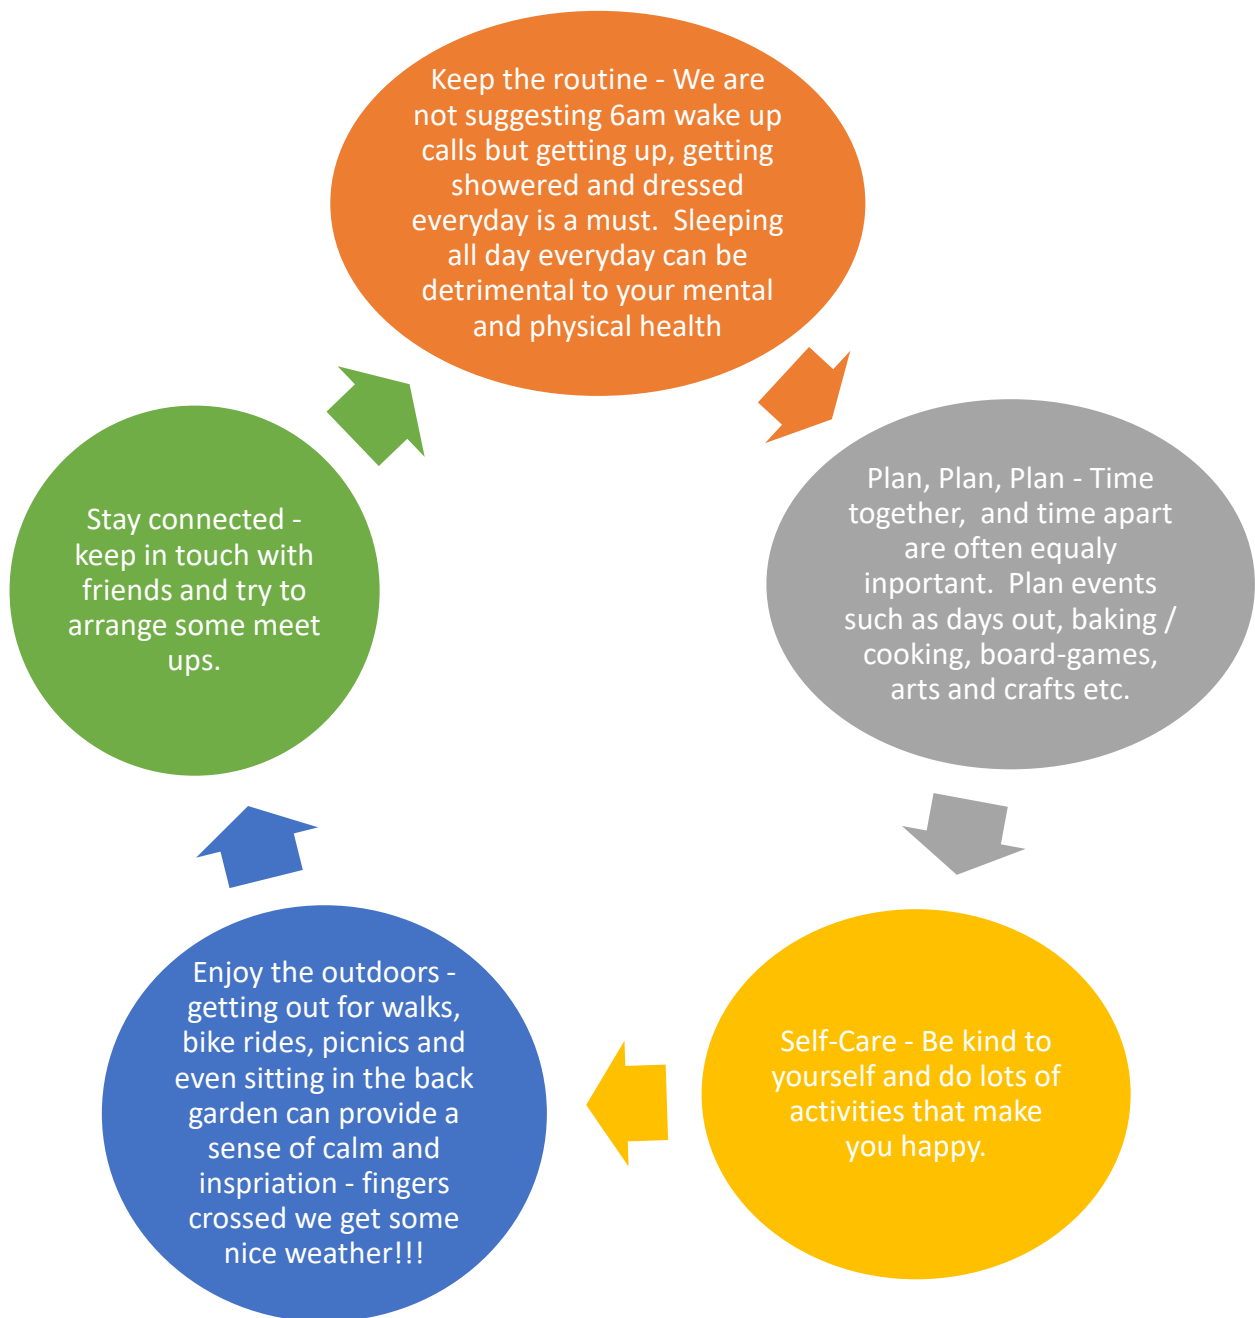 Keep the routine - We are
not suggesting 6am wake up
calls but getting up, getting
showered and dressed
everyday is a must.  Sleeping
all day everyday can be
detrimental to your mental
and physical health
Plan, Plan, Plan - Time
together,  and time apart
are often equaly
inportant.  Plan events
such as days out, baking /
cooking, board-games,
arts and crafts etc.
Self-Care - Be kind to
yourself and do lots of
activities that make
you happy.
Enjoy the outdoors -
getting out for walks,
bike rides, picnics and
even sitting in the back
garden can provide a
sense of calm and
inspriation - fingers
crossed we get some
nice weather!!!
Stay connected -
keep in touch with
friends and try to
arrange some meet
ups.